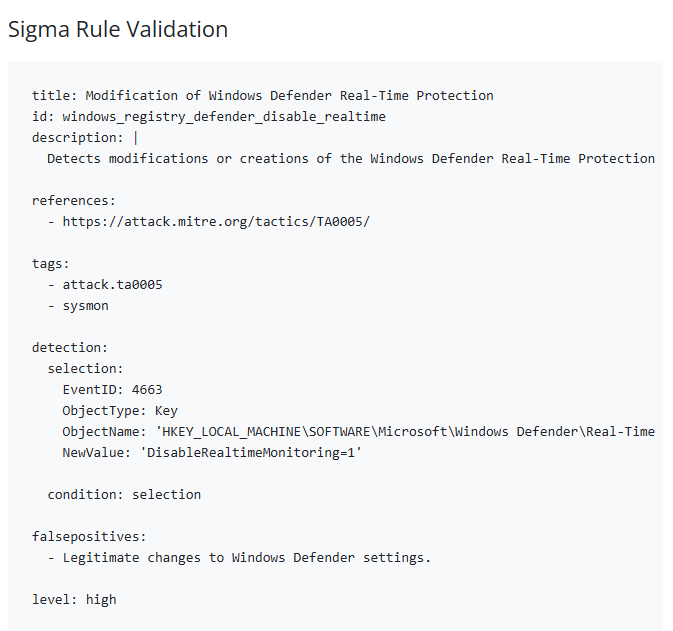 Sigma Rule Validation
title: Modification of Windows Defender Real-Time Protection
id: windows_registry_defender_disable_realtime
description: |
Detects modifications or creations of the Windows Defender Real-Time Protection
references:
- https://attack.mitre.org/tactics/TA0005/
tags:
- attack.ta0005
- sysmon
detection:
selection:
EventID: 4663
ObjectType: Key
ObjectName: 'HKEY_LOCAL_MACHINE\SOFTWARE\Microsoft\Windows Defender\Real-Time
NewValue: 'DisableRealtimeMonitoring=1'
condition: selection
falsepositives:
- Legitimate changes to Windows Defender settings.
level: high